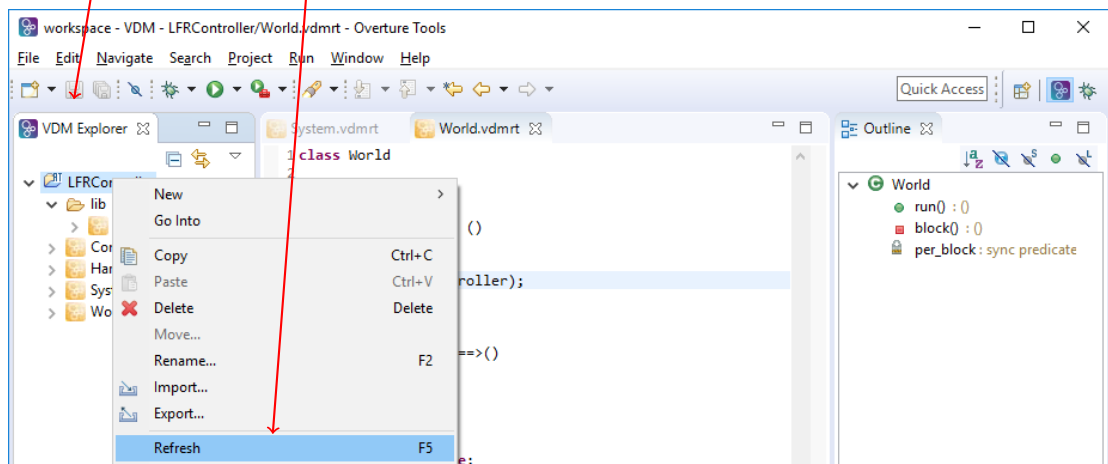 workspace - VDM - LFRController/World.vdmrt - Overture Tools
File Edit Navigate Search Project Run Window Help
Quick Access
VDM Explorer
System.vdmrt
World.vdmrt
Outline
1 class World
2
LFRCon
lib
Cor
Har
Sys
Wo
New
Go Into
Copy Ctrl+C
Paste Ctrl+V
Delete Delete
Move...
Rename... F2
Import...
Export...
Refresh F5
()
roller);
==>()
e;
World
run() : ()
block() : ()
per_block : sync predicate